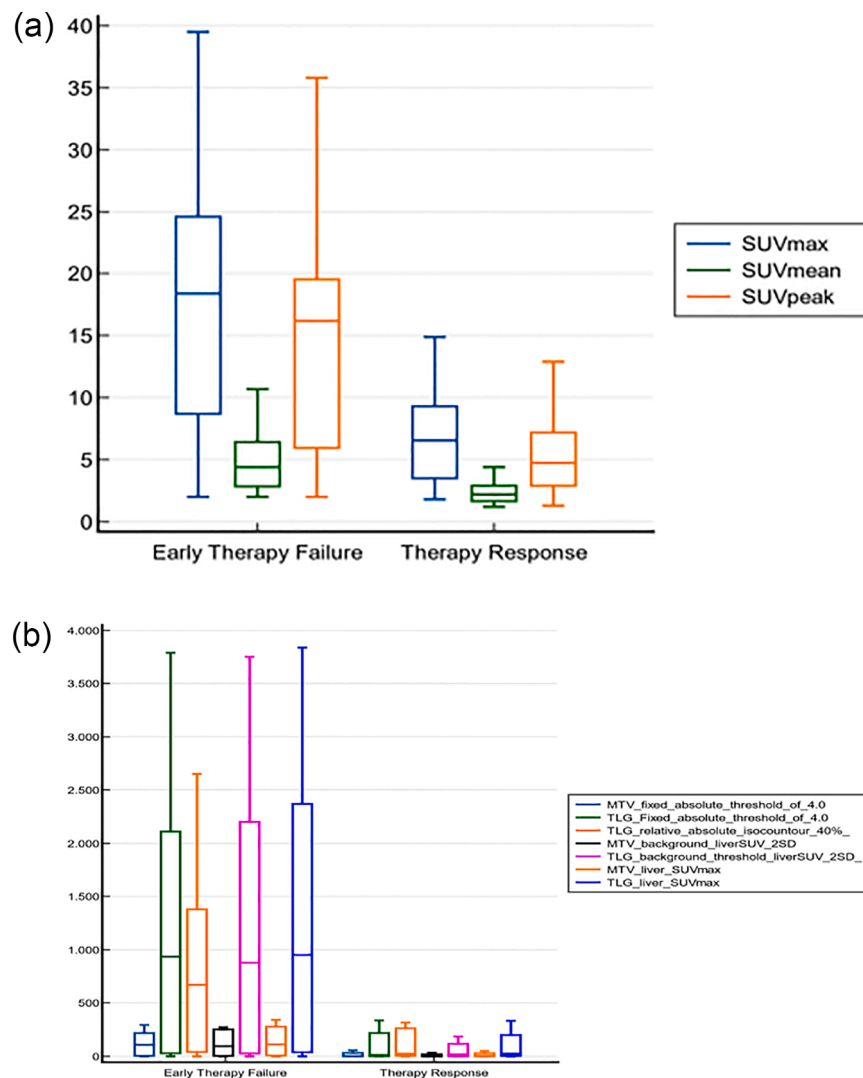 (a)
40
35
30
25
20
15
10
5
0
Early Therapy Failure
Therapy Response
SUVmax
SUVmean
SUVpeak
(b)
4.000
3.500
3.000
2.500
2.000
1.500
1.000
500
0
Early Therapy Failure
Therapy Response
MTV_fixed_absolute_threshold_of_4.0
TLG_Fixed_absolute_threshold_of_4.0
TLG_relative_absolute_isocountour_40%_
MTV_background_liverSUV_2SD
TLG_background_threshold_liverSUV_2SD_
MTV_liver_SUVmax
TLG_liver_SUVmax